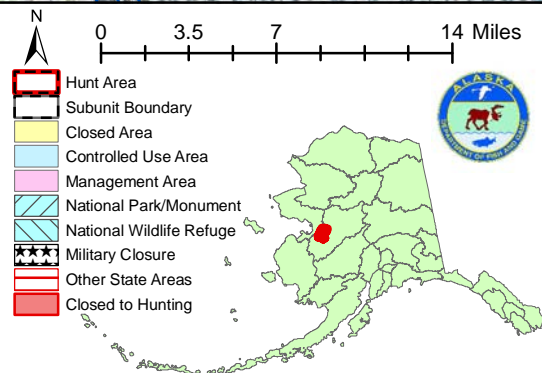 N
0 3.5 7 14 Miles
Hunt Area
Subunit Boundary
Closed Area
Controlled Use Area
Management Area
National Park/Monument
National Wildlife Refuge
Military Closure
Other State Areas
Closed to Hunting
ALASKA
DEPARTMENT OF FISH AND GAME